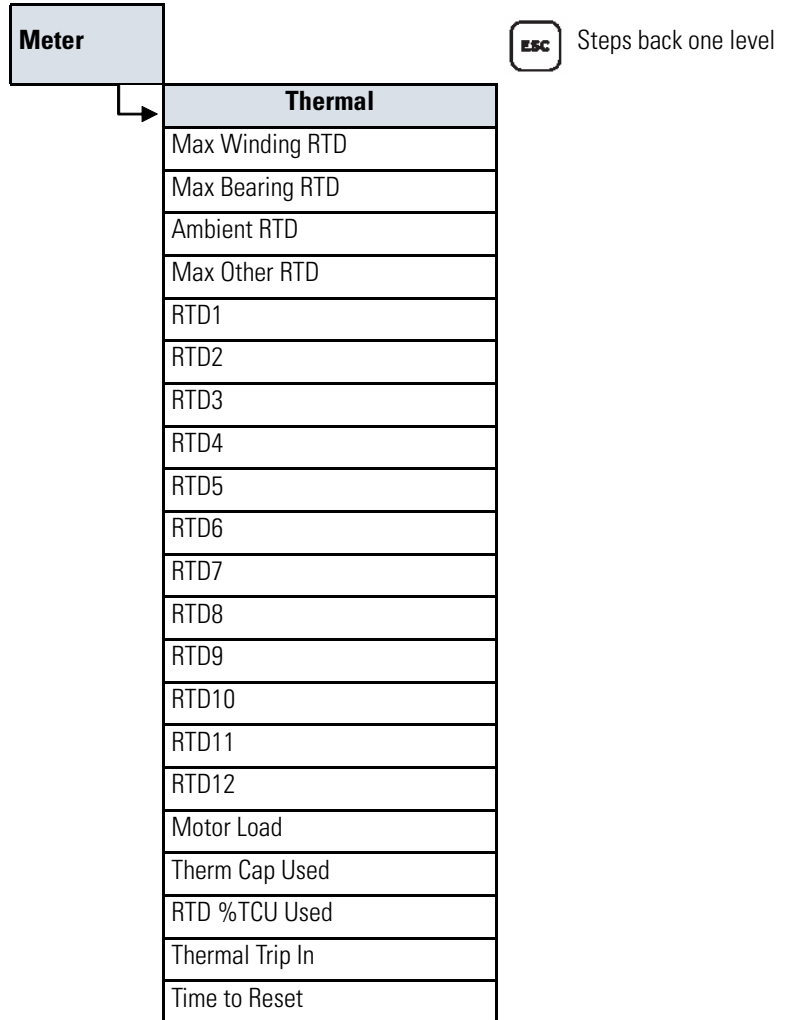 Meter
ESC Steps back one level
Thermal
Max Winding RTD
Max Bearing RTD
Ambient RTD
Max Other RTD
RTD1
RTD2
RTD3
RTD4
RTD5
RTD6
RTD7
RTD8
RTD9
RTD10
RTD11
RTD12
Motor Load
Therm Cap Used
RTD %TCU Used
Thermal Trip In
Time to Reset